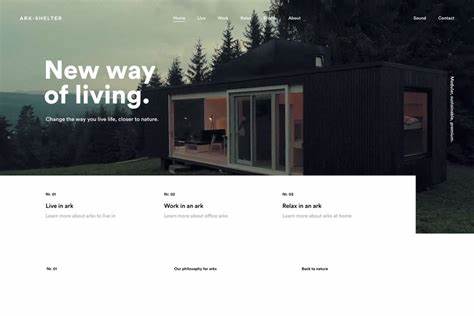 ARK-SHELTER
Home Live Work Relax Shelter About Sound Contact
New way
of living.
Change the way you live life, closer to nature.
Modular, sustainable, premium.
Nr. 01 Nr. 02 Nr. 03
Live in ark Work in an ark Relax in an ark
Learn more about arks to live in Learn more about office arks Learn more about arks at home
Nr. 01 Our philosophy for arks Back to nature